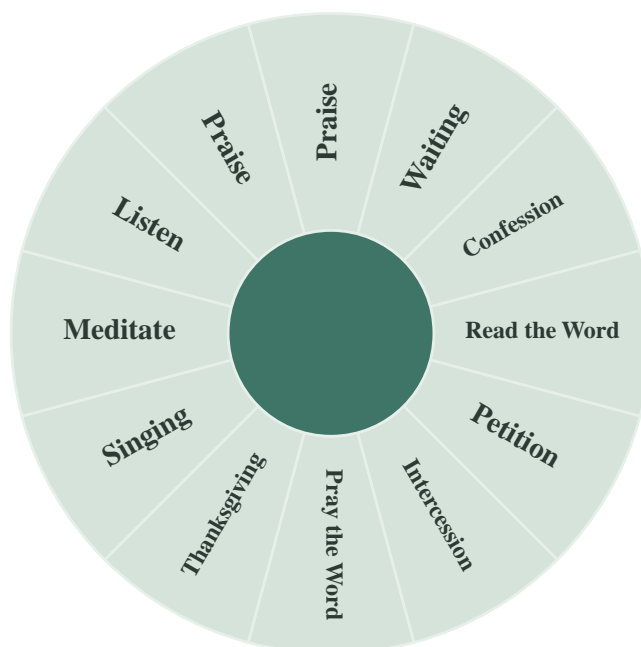 Praise
Waiting
Confession
Read the Word
Petition
Intercession
Pray the Word
Thanksgiving
Singing
Meditate
Listen
Praise